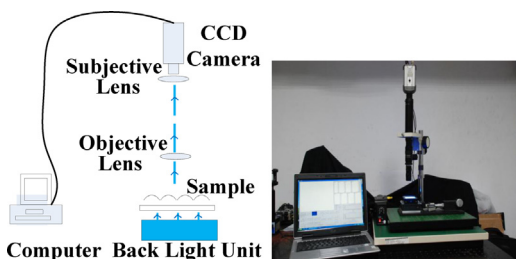 CCD
Camera
Subjective
Lens
Objective
Lens
Sample
Computer Back Light Unit